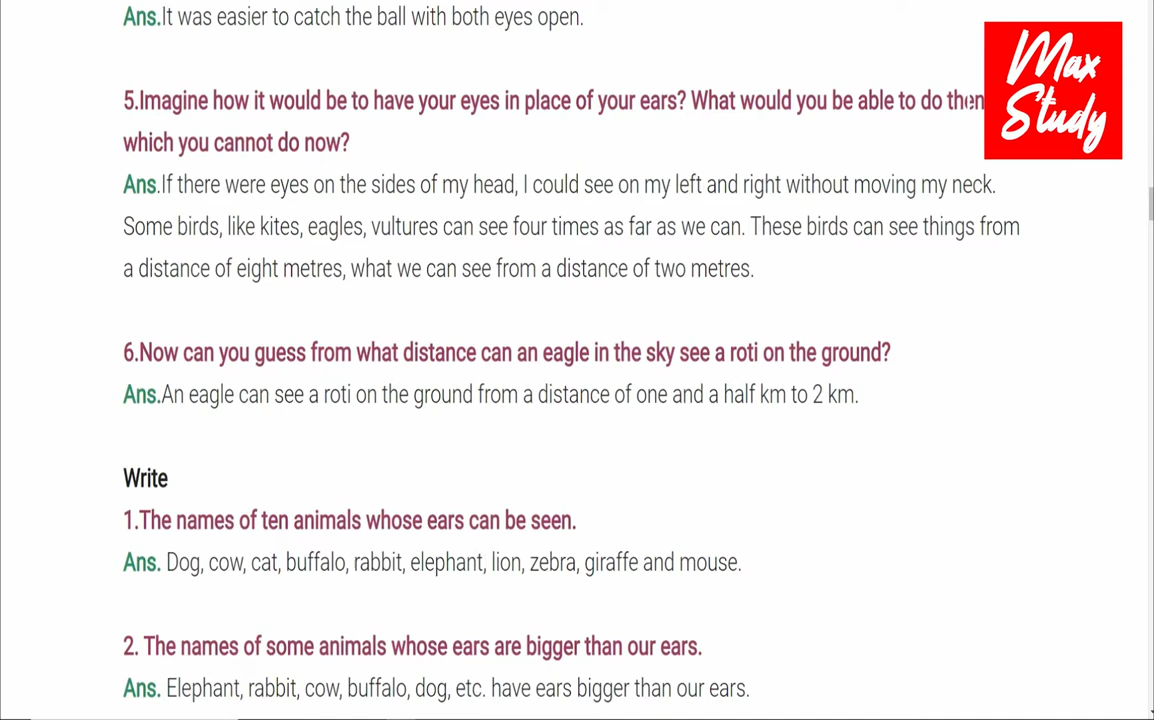 Ans.It was easier to catch the ball with both eyes open.
5.Imagine how it would be to have your eyes in place of your ears? What would you be able to do then
which you cannot do now?
Ans.If there were eyes on the sides of my head, I could see on my left and right without moving my neck.
Some birds, like kites, eagles, vultures can see four times as far as we can. These birds can see things from
a distance of eight metres, what we can see from a distance of two metres.
6.Now can you guess from what distance can an eagle in the sky see a roti on the ground?
Ans.An eagle can see a roti on the ground from a distance of one and a half km to 2 km.
Write
1.The names of ten animals whose ears can be seen.
Ans. Dog, cow, cat, buffalo, rabbit, elephant, lion, zebra, giraffe and mouse.
2. The names of some animals whose ears are bigger than our ears.
Ans. Elephant, rabbit, cow, buffalo, dog, etc. have ears bigger than our ears.
Max
Study